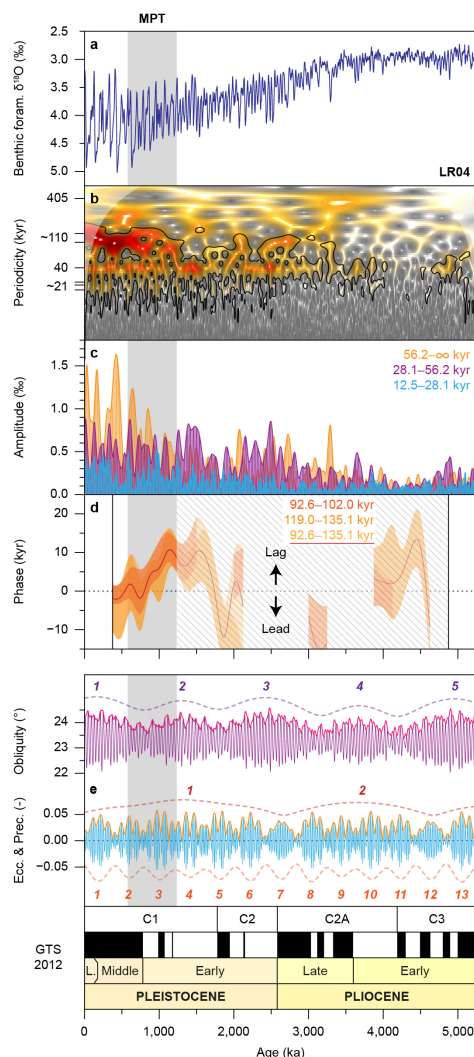 MPT
2.5
a
3.0
3.5
4.0
4.5
5.0
Benthic foram. δ18O (‰)
LR04
b
405
~110
40
~21
Periodicity (kyr)
c
56.2–∞ kyr
28.1–56.2 kyr
12.5–28.1 kyr
1.5
1.0
0.5
0.0
Amplitude (‰)
d
92.6–102.0 kyr
119.0–135.1 kyr
92.6–135.1 kyr
20
10
0
−10
Phase (kyr)
Lag
Lead
1 2 3 4 5
24
23
22
Obliquity (°)
e
1 2
0.05
0.00
−0.05
Ecc. & Prec. (-)
1 2 3 4 5 6 7 8 9 10 11 12 13
C1 C2 C2A C3
GTS
2012
L. Middle Early Late Early
PLEISTOCENE PLIOCENE
0 1,000 2,000 3,000 4,000 5,000
Age (ka)